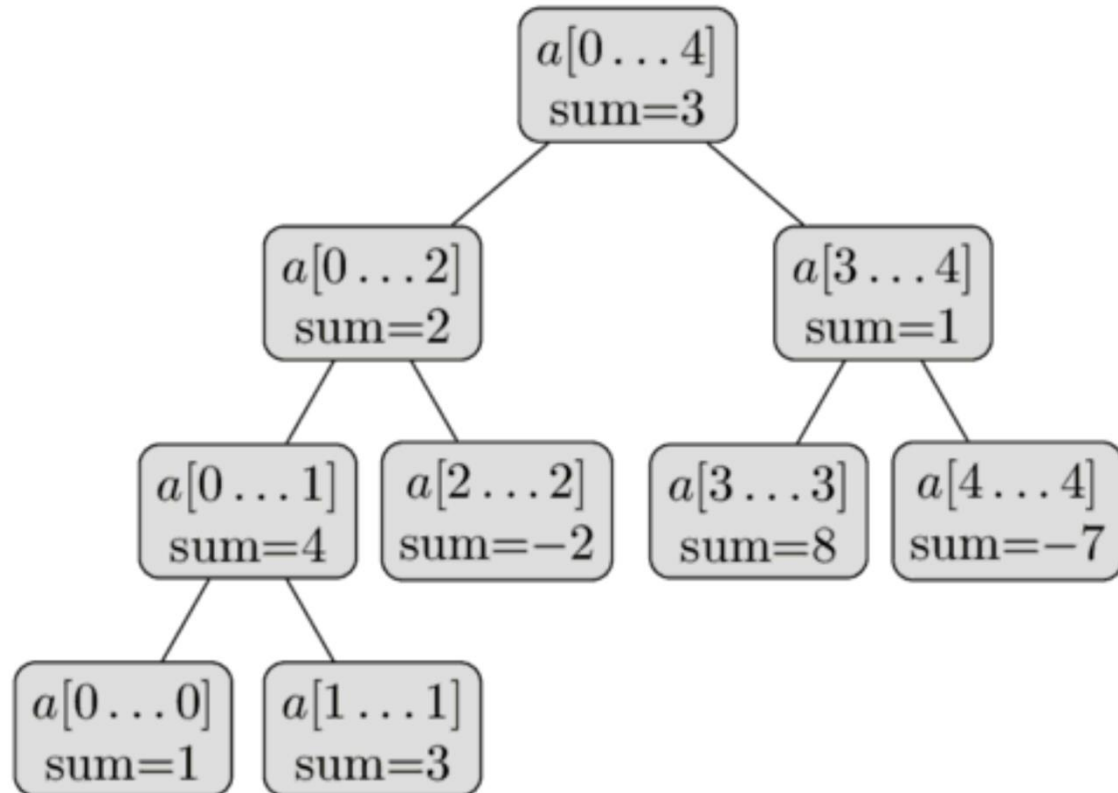 a[0 ... 4]
sum=3
a[0 ... 2]
sum=2
a[3 ... 4]
sum=1
a[0 ... 1]
sum=4
a[2 ... 2]
sum=−2
a[3 ... 3]
sum=8
a[4 ... 4]
sum=−7
a[0 ... 0]
sum=1
a[1 ... 1]
sum=3